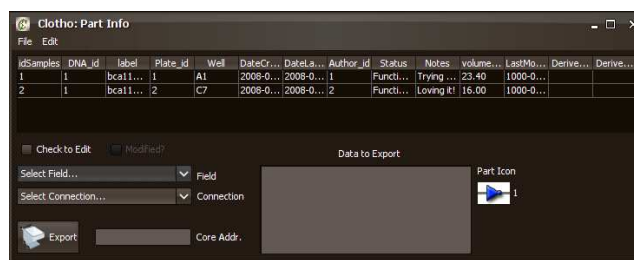 Clotho: Part Info
File Edit
idSamples DNA_id label Plate_id Well DateCr... DateLa... Author_id Status Notes volume... LastMo... Derive... Derive...
1 1 bca11... 1 A1 2008-0... 2008-0... 1 Functi... Trying ... 23.40 1000-0...
2 1 bca11... 2 C7 2008-0... 2008-0... 2 Functi... Loving it! 16.00 1000-0...
Check to Edit Modified? Data to Export
Select Field... Field Part Icon
Select Connection... Connection 1
Export Core Addr.